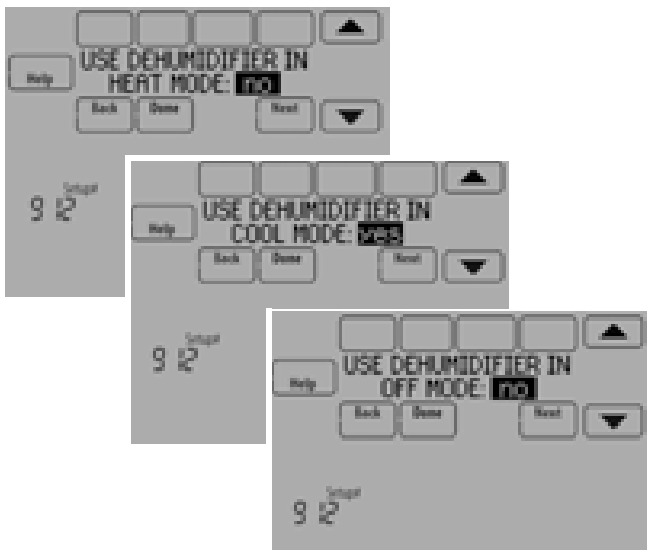 USE DEHUMIDIFIER IN
HEAT MODE: no
Help
Back Done Next
Setup#
9 12
USE DEHUMIDIFIER IN
COOL MODE: yes
Help
Back Done Next
Setup#
9 12
USE DEHUMIDIFIER IN
OFF MODE: no
Help
Back Done Next
Setup#
9 12